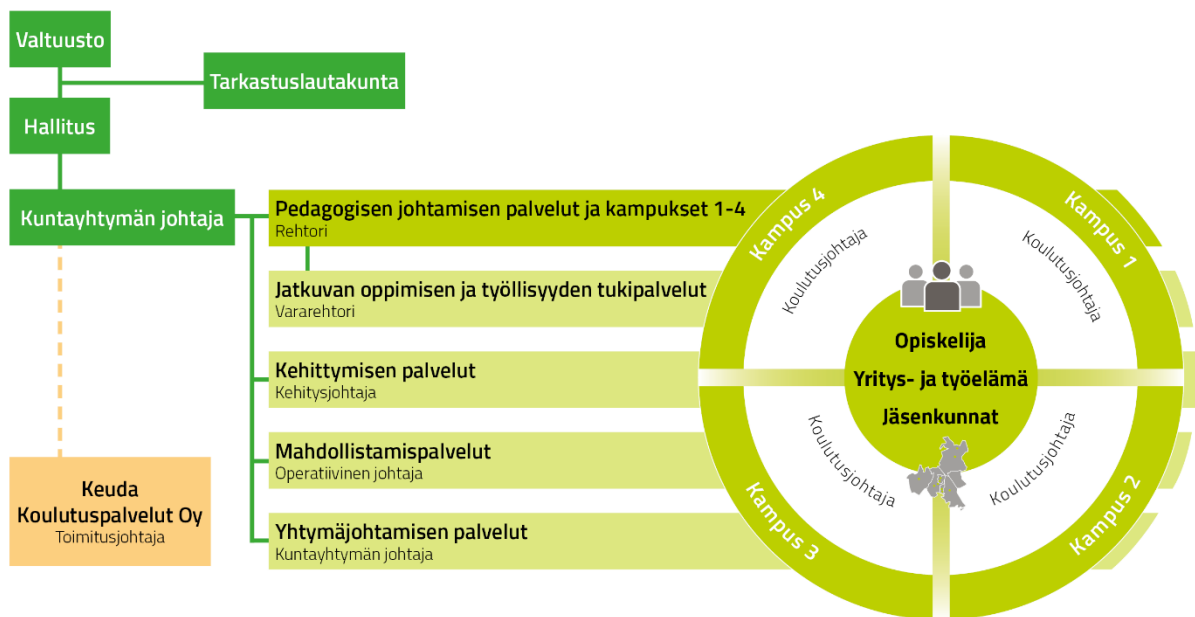 Valtuusto
Tarkastuslautakunta
Hallitus
Kuntayhtymän johtaja
Pedagogisen johtamisen palvelut ja kampukset 1-4
Rehtori
Jatkuvan oppimisen ja työllisyyden tukipalvelut
Vararehtori
Kehittymisen palvelut
Kehitysjohtaja
Mahdollistamispalvelut
Operatiivinen johtaja
Yhtymäjohtamisen palvelut
Kuntayhtymän johtaja
Keuda
Koulutuspalvelut Oy
Toimitusjohtaja
Kampus 4
Koulutusjohtaja
Kampus 1
Koulutusjohtaja
Opiskelija
Yritys- ja työelämä
Jäsenkunnat
Kampus 3
Koulutusjohtaja
Kampus 2
Koulutusjohtaja